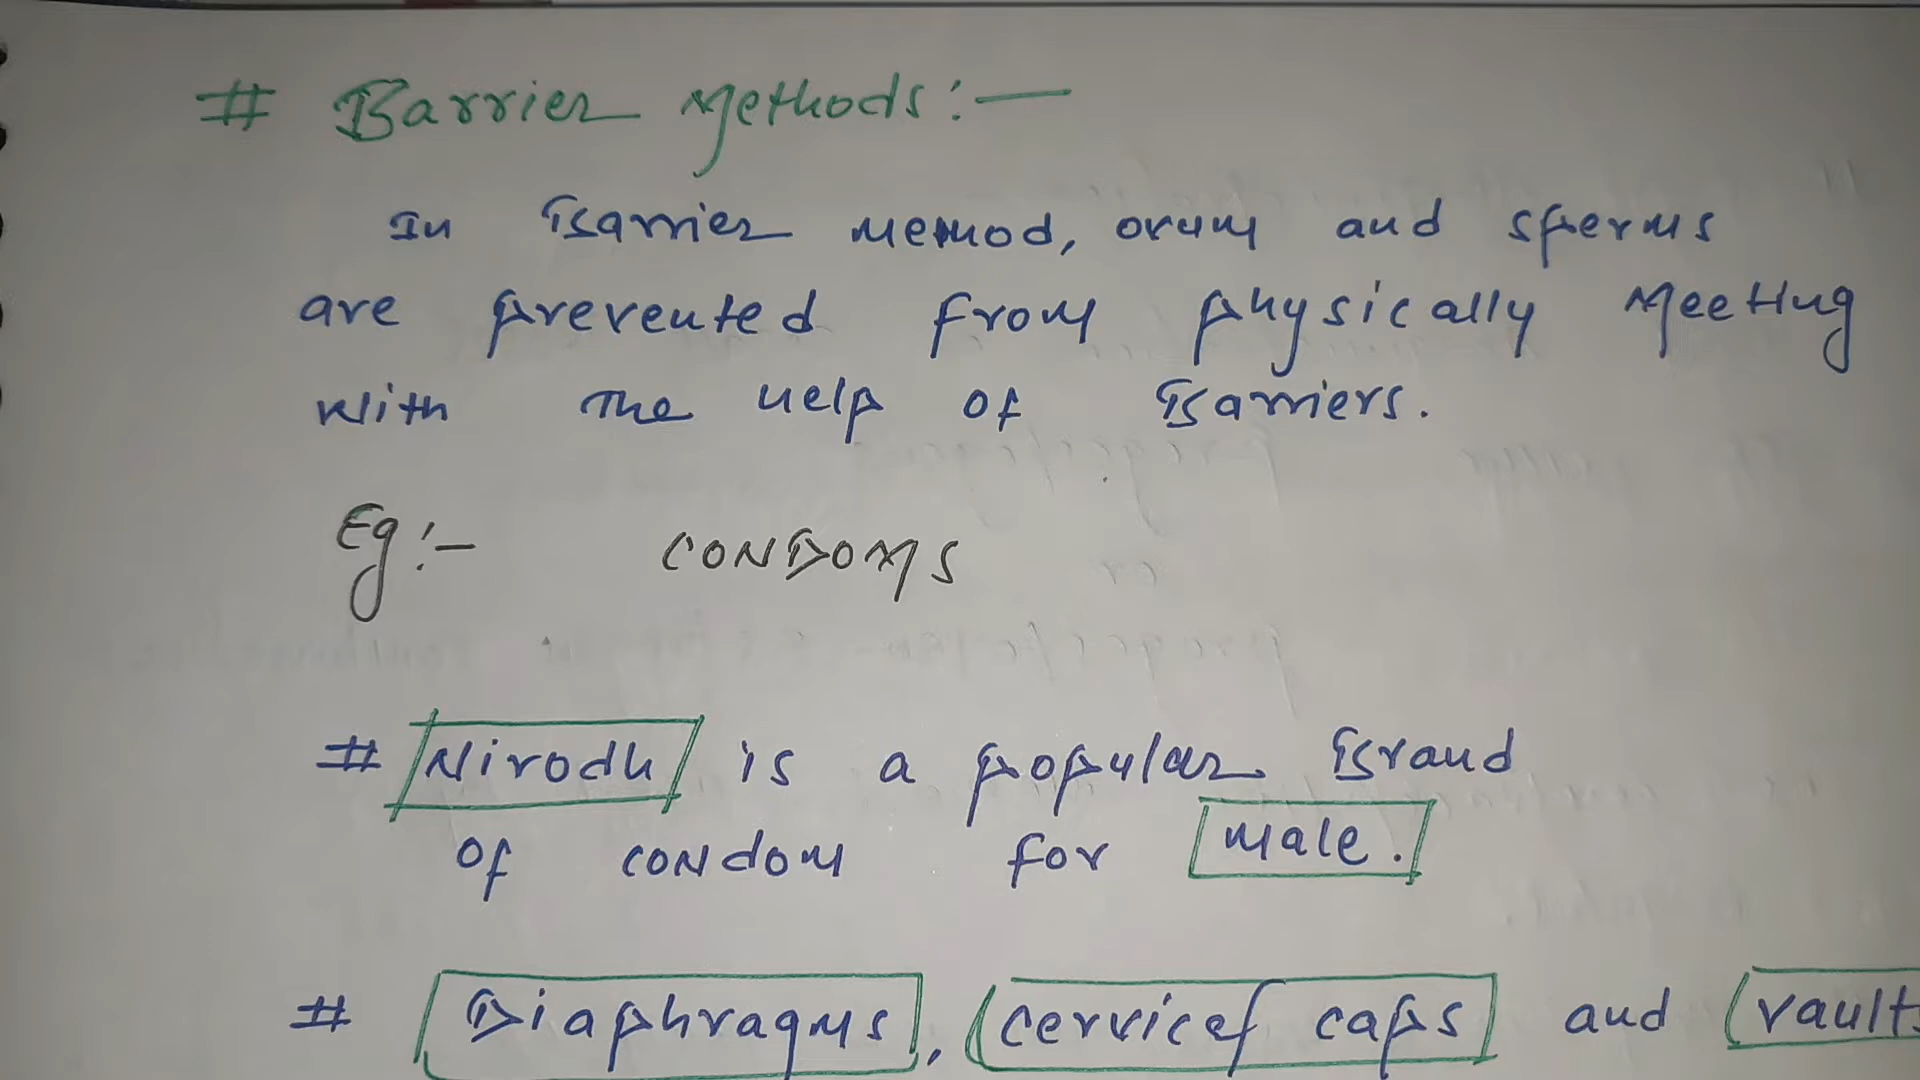 # Barrier Methods:-
In Barrier Method, ovum and sperms
are prevented from physically Meeting
with the help of Barriers.
Eg:- CONDOMS
# Nirodh is a popular Brand
of condom for male.
# Diaphragms, cervical caps and vaults